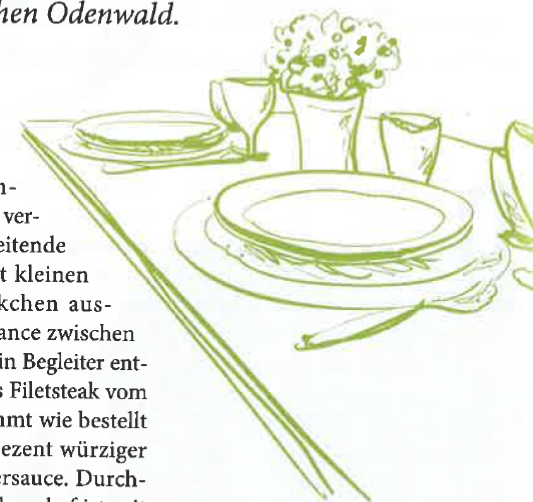 hen Odenwald.
n-
ver-
eitende
t kleinen
kchen aus-
ance zwischen
in Begleiter ent-
s Filetsteak vom
mmt wie bestellt
ezent würziger
ersauce. Durch-